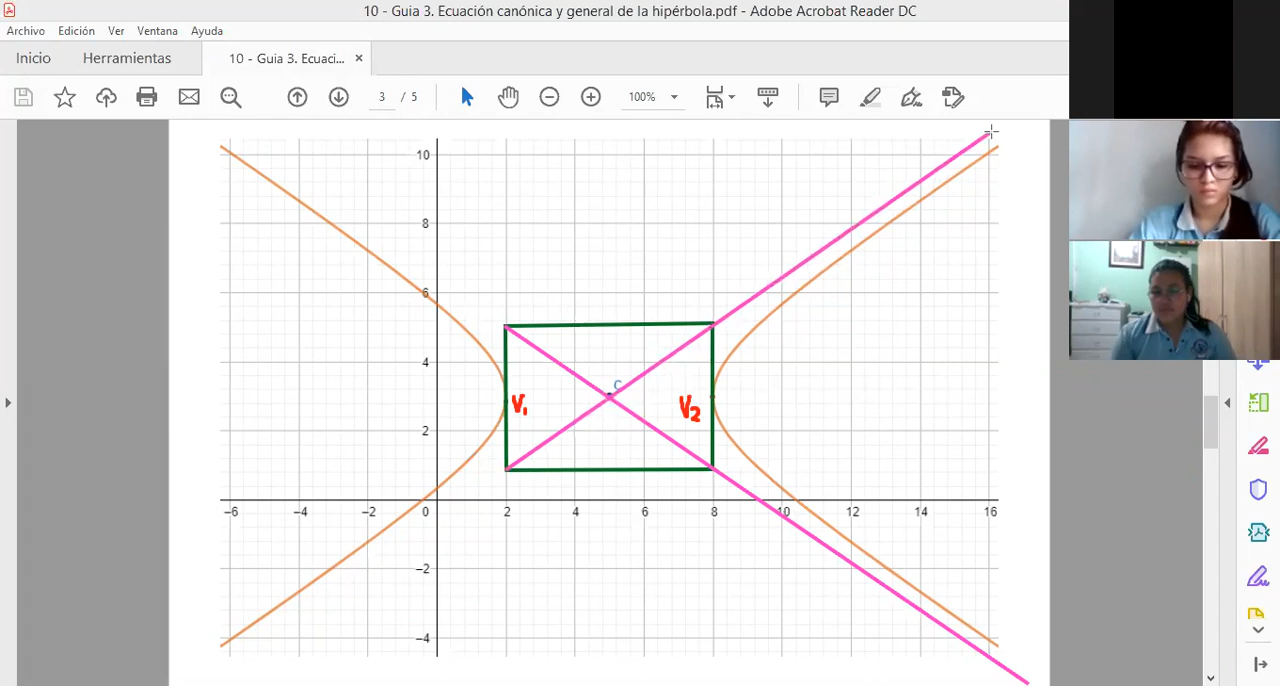 10 - Guia 3. Ecuación canónica y general de la hipérbola.pdf - Adobe Acrobat Reader DC
Archivo Edición Ver Ventana Ayuda
Inicio Herramientas 10 - Guia 3. Ecuaci... ×
3 / 5 100%
10
8
6
4
C
V1 V2
2
−6 −4 −2 0 2 4 6 8 10 12 14 16
−2
−4